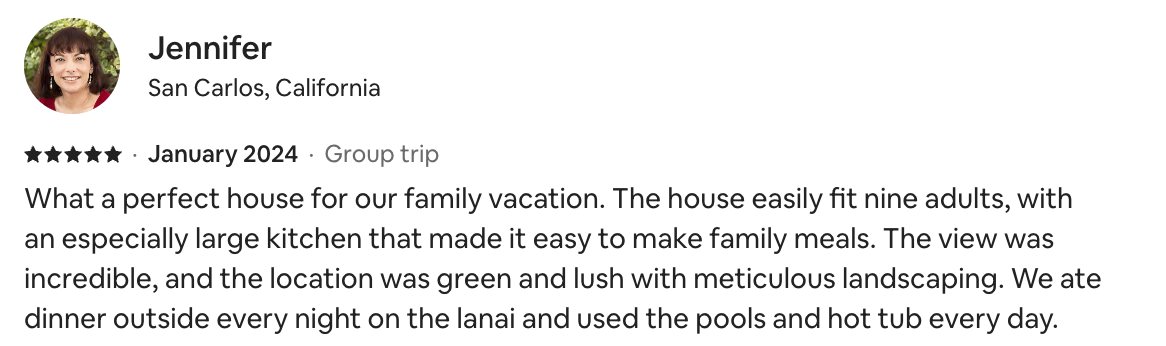 Jennifer
San Carlos, California
★★★★★ · January 2024 · Group trip
What a perfect house for our family vacation. The house easily fit nine adults, with
an especially large kitchen that made it easy to make family meals. The view was
incredible, and the location was green and lush with meticulous landscaping. We ate
dinner outside every night on the lanai and used the pools and hot tub every day.